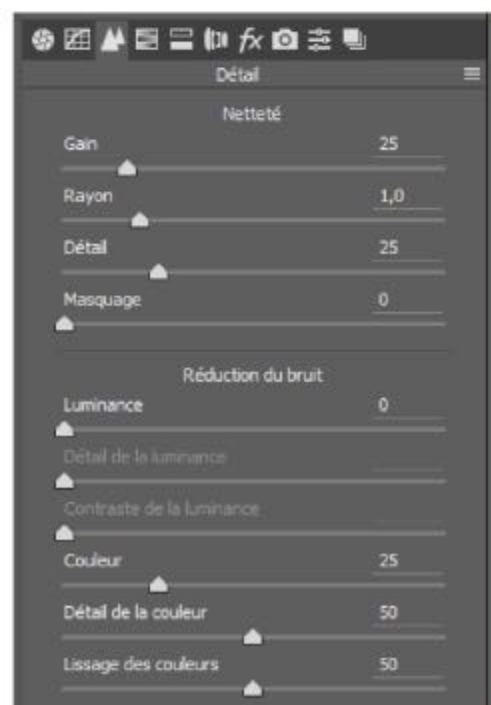 fx
Détail
Netteté
Gain 25
Rayon 1,0
Détail 25
Masquage 0
Réduction du bruit
Luminance 0
Détail de la luminance
Contraste de la luminance
Couleur 25
Détail de la couleur 50
Lissage des couleurs 50